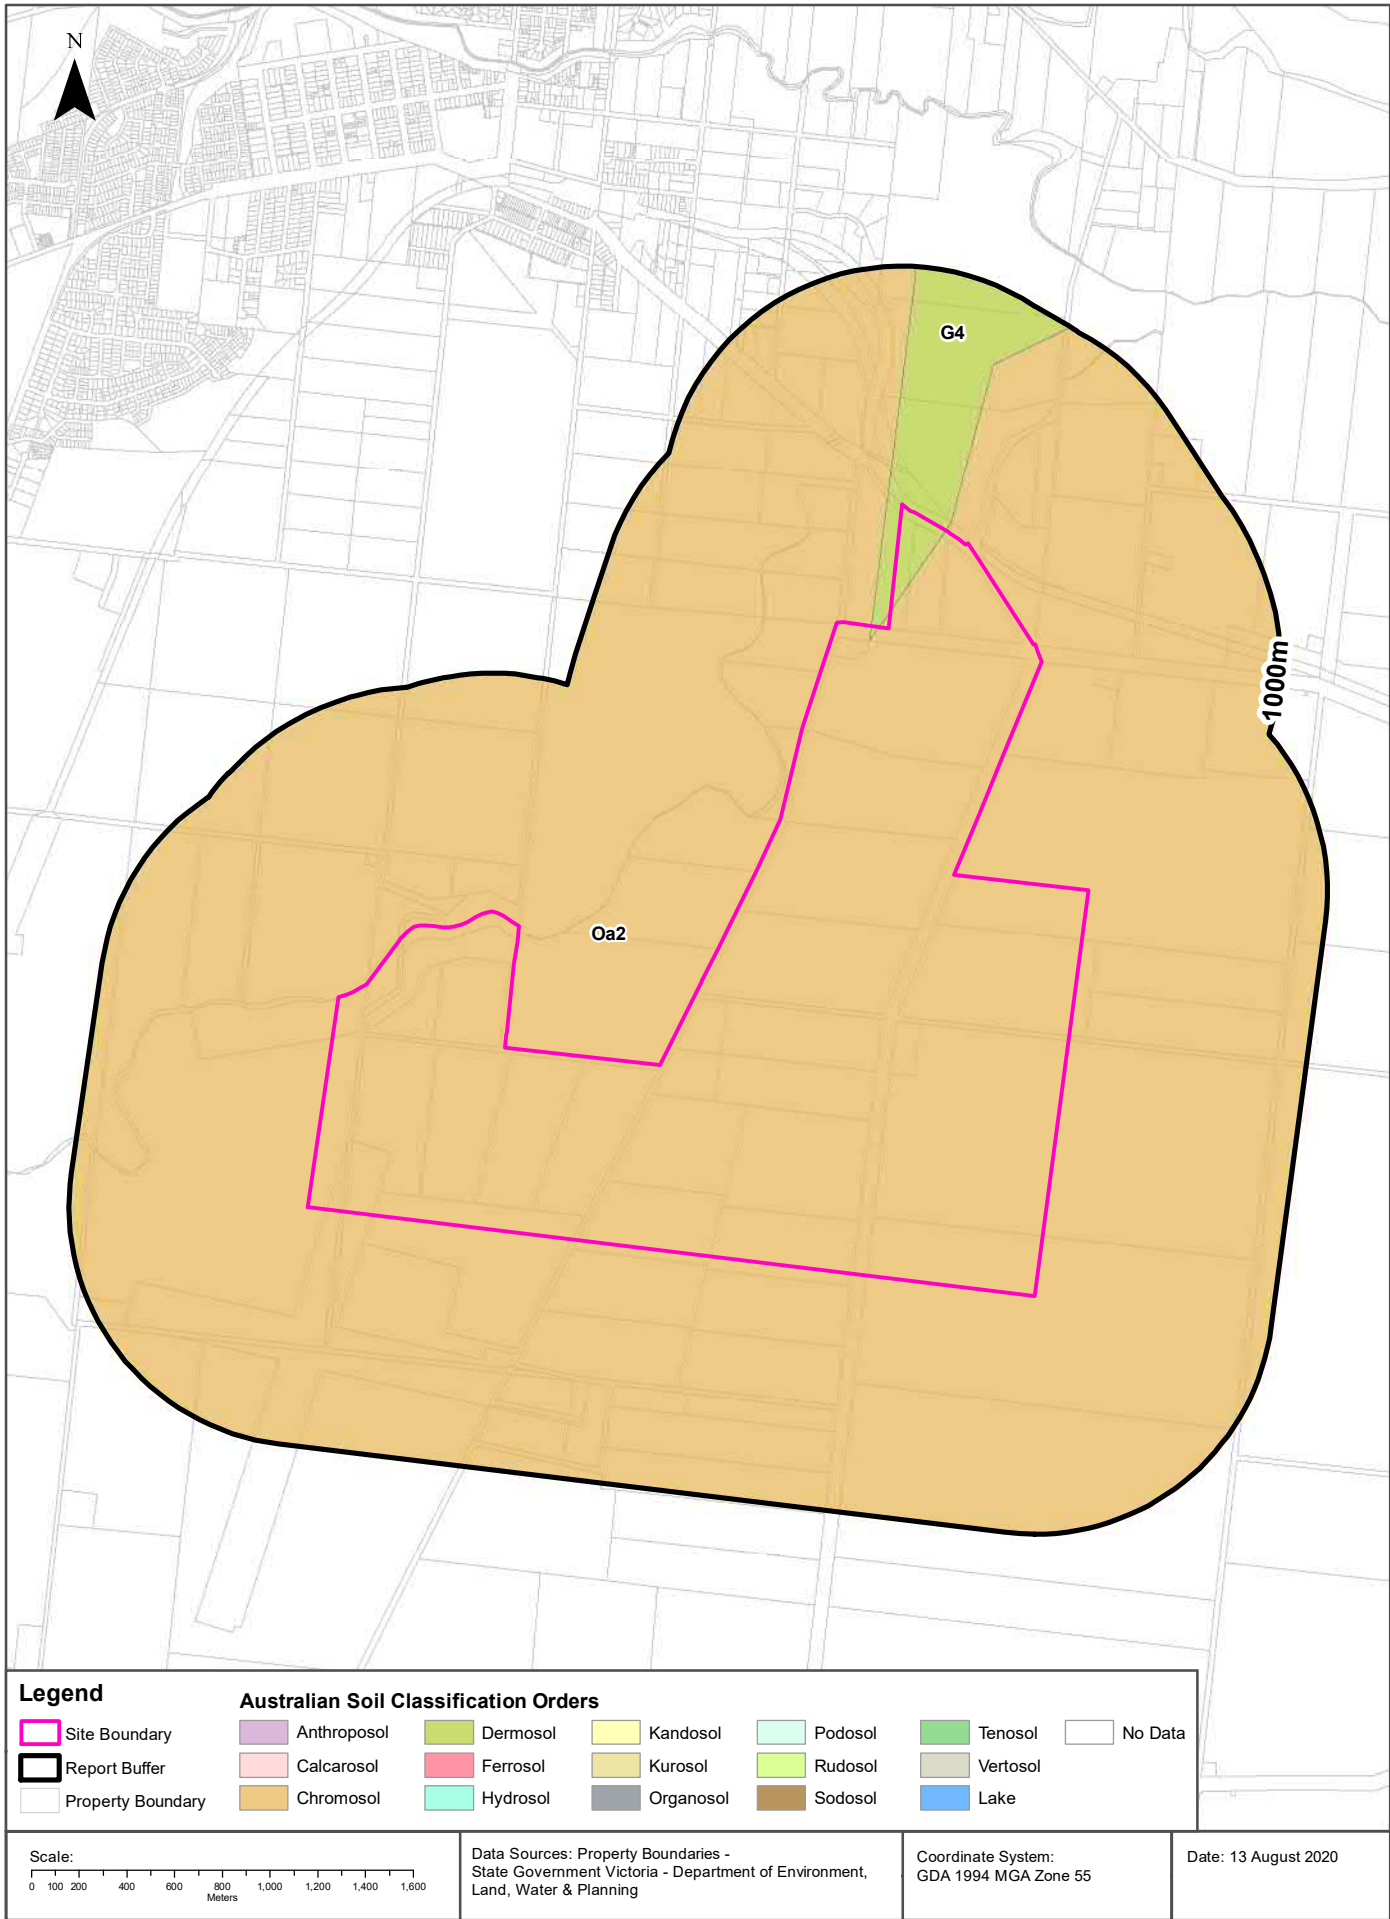 N
G4
1000m
Oa2
Legend
Site Boundary
Report Buffer
Property Boundary
Australian Soil Classification Orders
Anthroposol
Calcarosol
Chromosol
Dermosol
Ferrosol
Hydrosol
Kandosol
Kurosol
Organosol
Podosol
Rudosol
Sodosol
Tenosol
Vertosol
Lake
No Data
Scale:
0 100 200 400 600 800 1,000 1,200 1,400 1,600
Meters
Data Sources: Property Boundaries -
State Government Victoria - Department of Environment,
Land, Water & Planning
Coordinate System:
GDA 1994 MGA Zone 55
Date: 13 August 2020